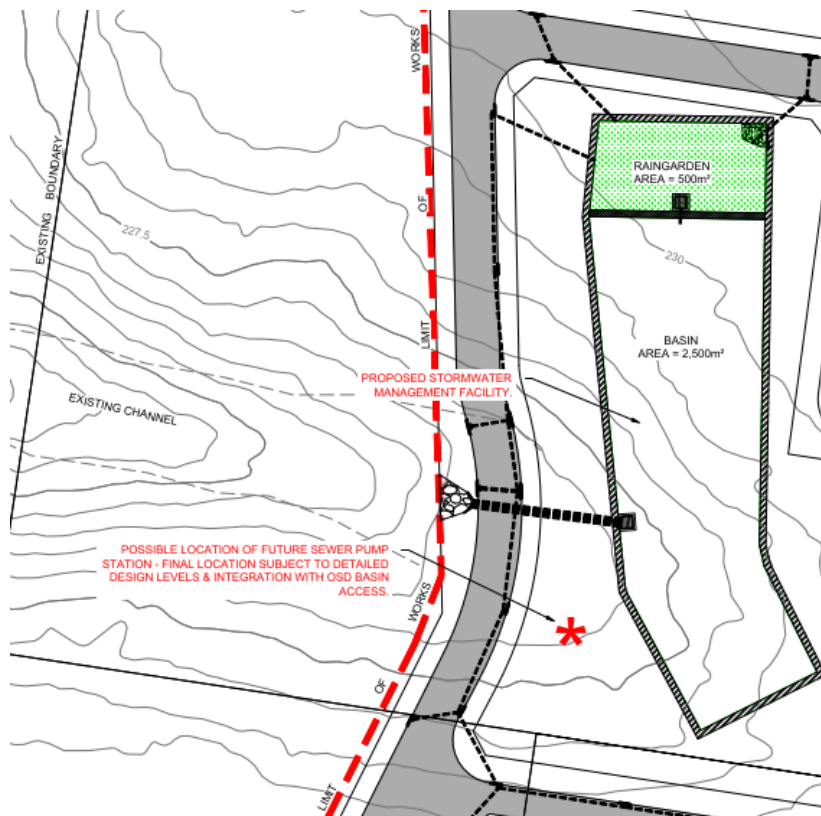 WORKS
OF
LIMIT
EXISTING BOUNDARY
RAINGARDEN
AREA = 500m²
227.5
230
BASIN
AREA = 2,500m²
PROPOSED STORMWATER
MANAGEMENT FACILITY.
EXISTING CHANNEL
POSSIBLE LOCATION OF FUTURE SEWER PUMP
STATION - FINAL LOCATION SUBJECT TO DETAILED
DESIGN LEVELS & INTEGRATION WITH OSD BASIN
ACCESS.
WORKS
OF
LIMIT